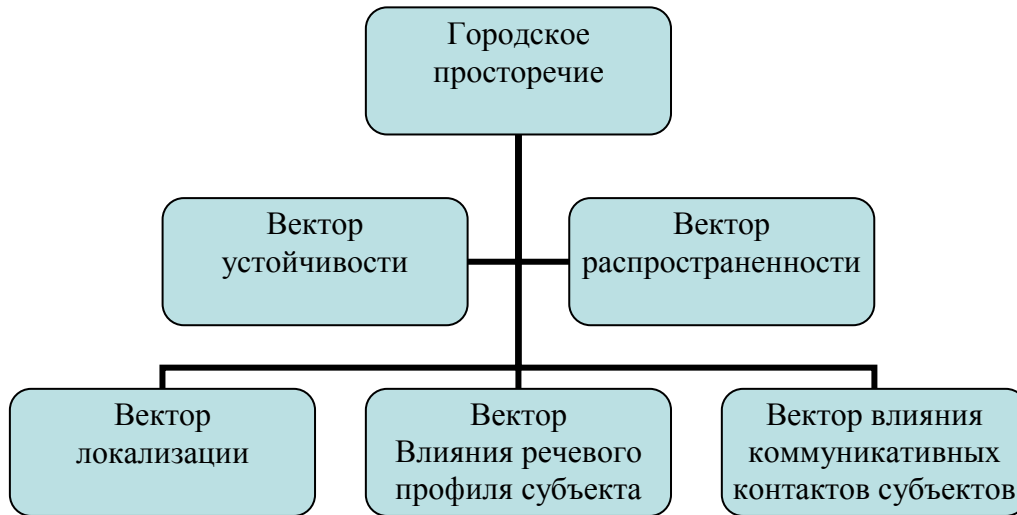 Городское
просторечие
Вектор
устойчивости
Вектор
распространенности
Вектор
локализации
Вектор
Влияния речевого
профиля субъекта
Вектор влияния
коммуникативных
контактов субъектов